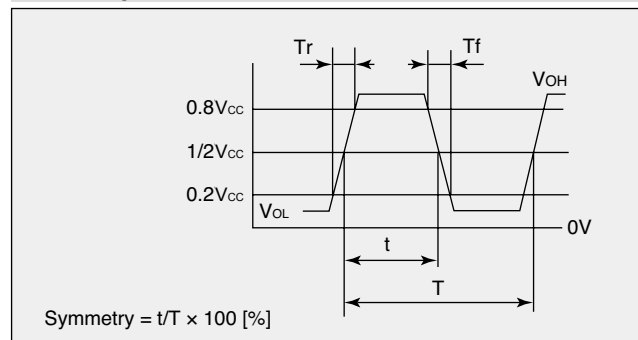 Tr
Tf
VOH
0.8Vcc
1/2Vcc
0.2Vcc
VOL
0V
t
T
Symmetry = t/T × 100 [%]